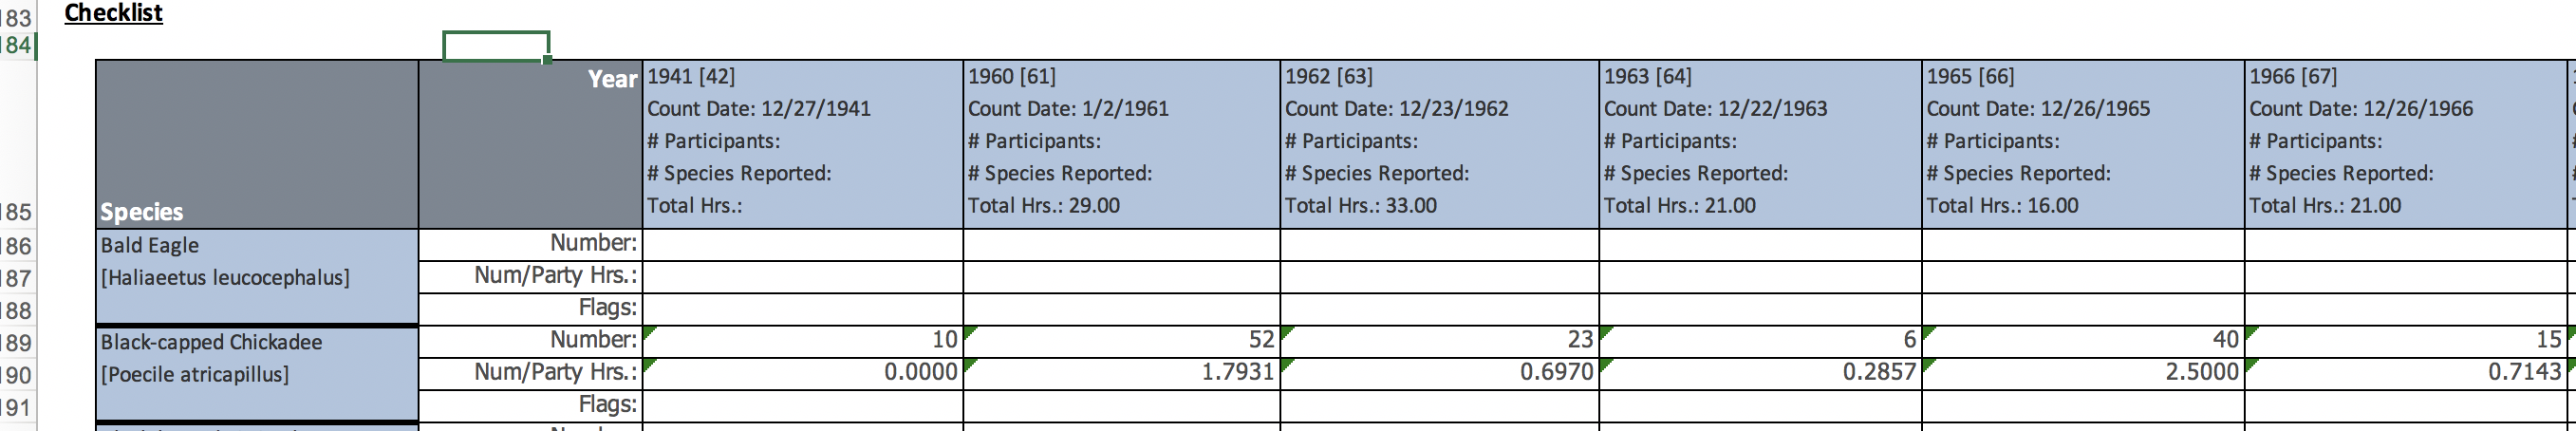 183 Checklist
184
Year
1941 [42]
Count Date: 12/27/1941
# Participants:
# Species Reported:
Total Hrs.:
1960 [61]
Count Date: 1/2/1961
# Participants:
# Species Reported:
Total Hrs.: 29.00
1962 [63]
Count Date: 12/23/1962
# Participants:
# Species Reported:
Total Hrs.: 33.00
1963 [64]
Count Date: 12/22/1963
# Participants:
# Species Reported:
Total Hrs.: 21.00
1965 [66]
Count Date: 12/26/1965
# Participants:
# Species Reported:
Total Hrs.: 16.00
1966 [67]
Count Date: 12/26/1966
# Participants:
# Species Reported:
Total Hrs.: 21.00
185 Species
186 Bald Eagle Number:
187 [Haliaeetus leucocephalus] Num/Party Hrs.:
188 Flags:
189 Black-capped Chickadee Number: 10 52 23 6 40 15
190 [Poecile atricapillus] Num/Party Hrs.: 0.0000 1.7931 0.6970 0.2857 2.5000 0.7143
191 Flags: